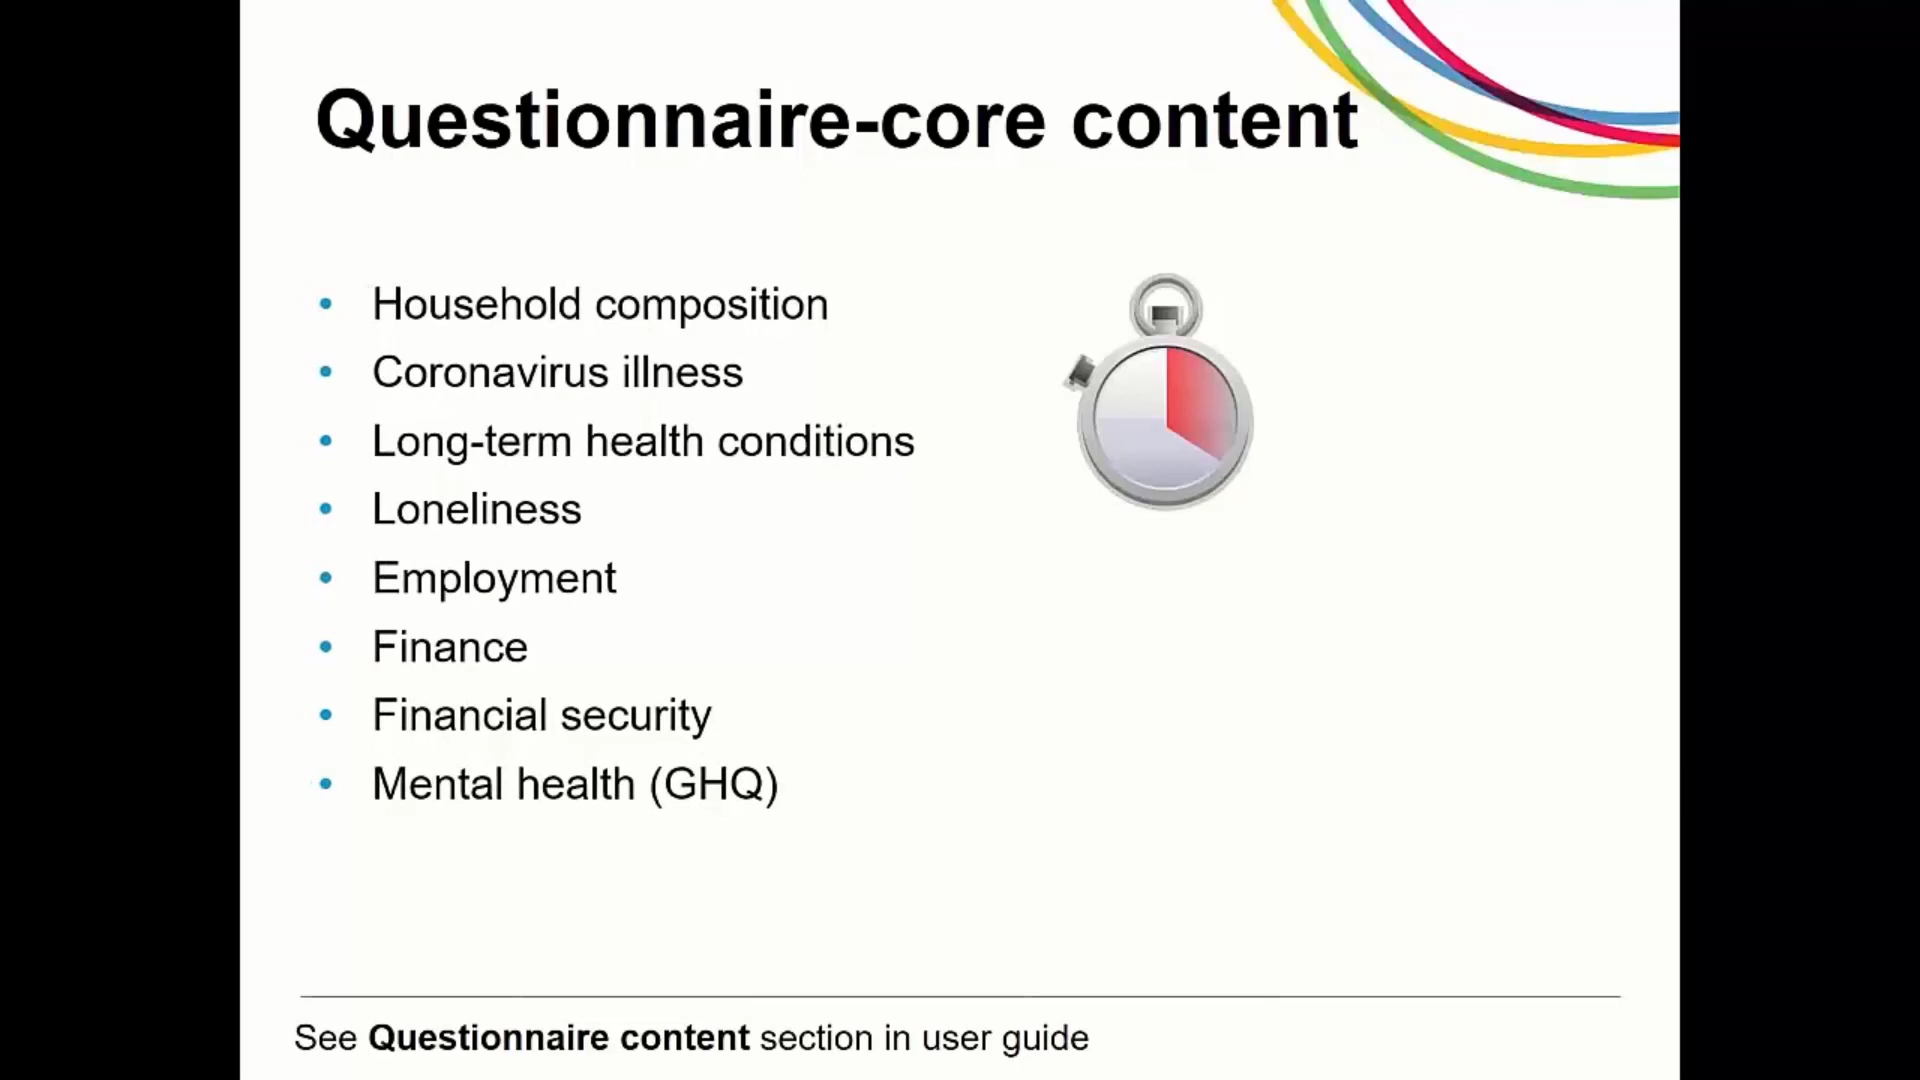 Questionnaire-core content
• Household composition
• Coronavirus illness
• Long-term health conditions
• Loneliness
• Employment
• Finance
• Financial security
• Mental health (GHQ)
See Questionnaire content section in user guide